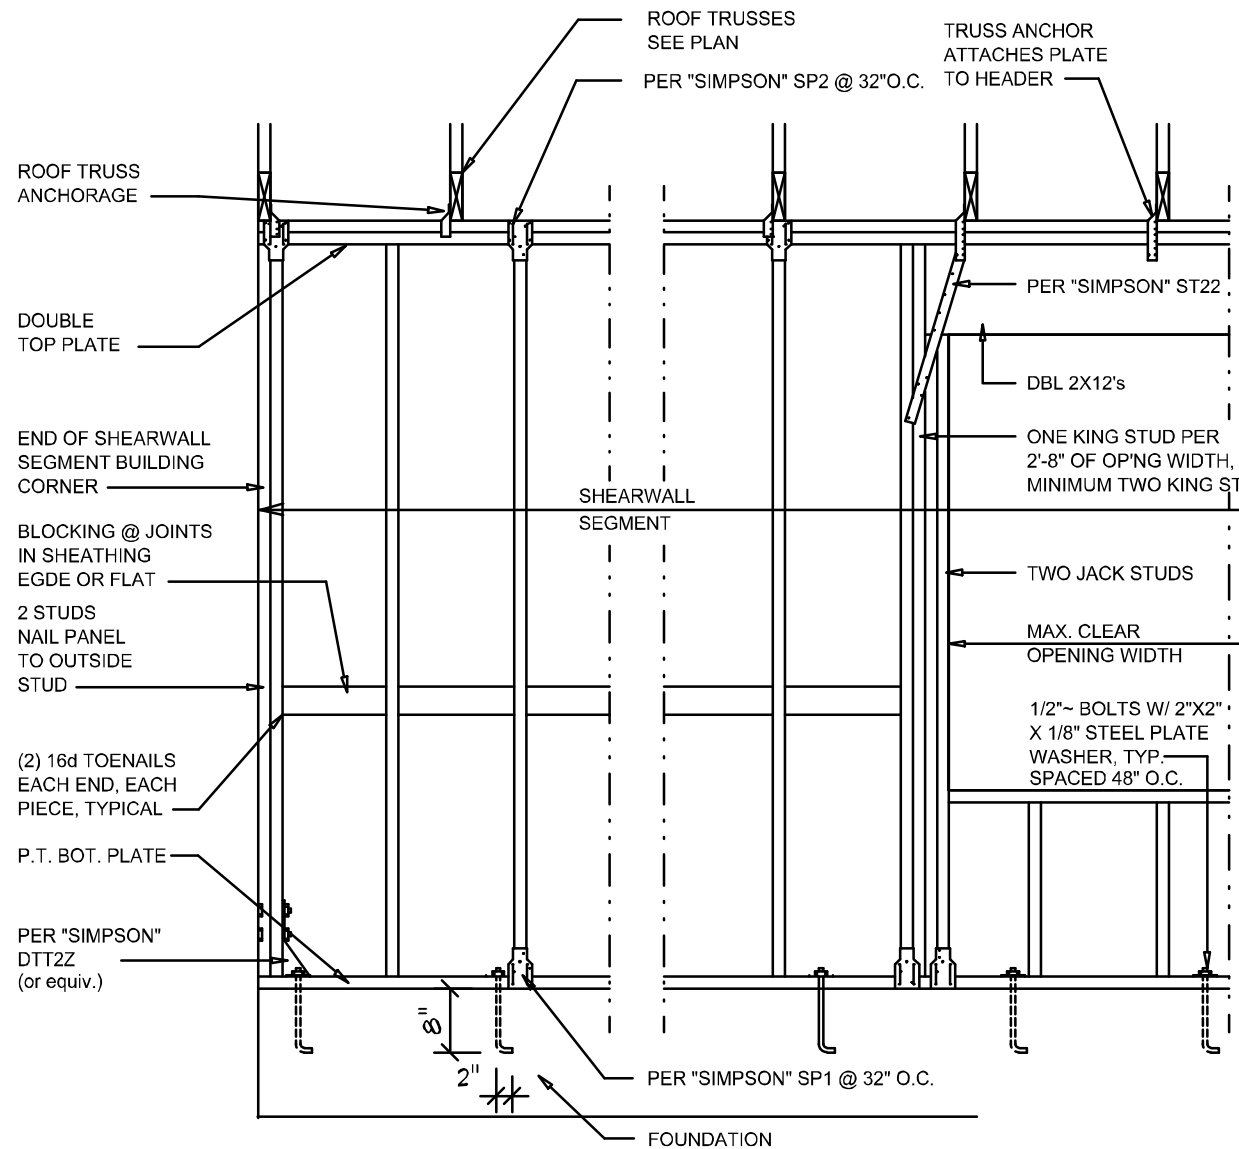 ROOF TRUSSES
SEE PLAN
PER "SIMPSON" SP2 @ 32"O.C.
TRUSS ANCHOR
ATTACHES PLATE
TO HEADER
ROOF TRUSS
ANCHORAGE
PER "SIMPSON" ST22
DOUBLE
TOP PLATE
DBL 2X12's
END OF SHEARWALL
SEGMENT BUILDING
CORNER
ONE KING STUD PER
2'-8" OF OP'NG WIDTH,
MINIMUM TWO KING ST
SHEARWALL
SEGMENT
BLOCKING @ JOINTS
IN SHEATHING
EGDE OR FLAT
TWO JACK STUDS
2 STUDS
NAIL PANEL
TO OUTSIDE
STUD
MAX. CLEAR
OPENING WIDTH
1/2"~ BOLTS W/ 2"X2"
X 1/8" STEEL PLATE
WASHER, TYP.
SPACED 48" O.C.
(2) 16d TOENAILS
EACH END, EACH
PIECE, TYPICAL
P.T. BOT. PLATE
PER "SIMPSON"
DTT2Z
(or equiv.)
8"
2"
PER "SIMPSON" SP1 @ 32" O.C.
FOUNDATION